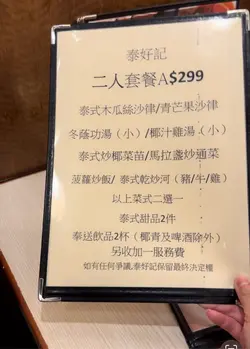 泰好記
二人套餐A$299
泰式木瓜絲沙律/青芒果沙律
冬蔭功湯（小）/椰汁雞湯（小）
泰式炒椰菜苗/馬拉盞炒通菜
菠蘿炒飯/ 泰式乾炒河（豬/牛/雞）
以上菜式二選一
泰式甜品2件
泰送飲品2杯（椰青及啤酒除外）
另收加一服務費
如有任何爭議,泰好記保留最終決定權